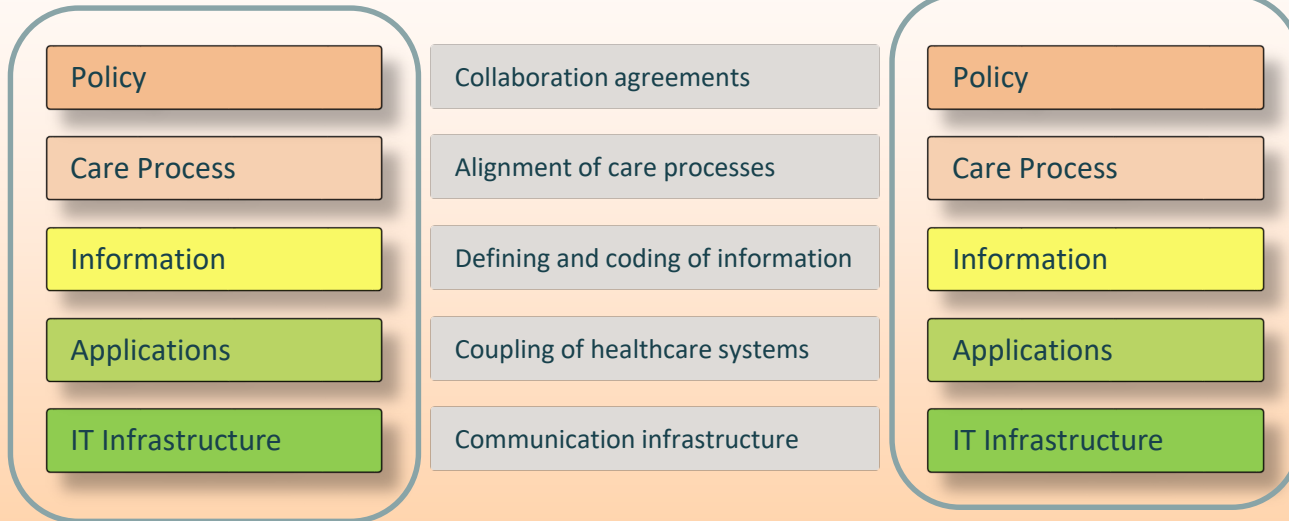 Policy
Collaboration agreements
Policy
Care Process
Alignment of care processes
Care Process
Information
Defining and coding of information
Information
Applications
Coupling of healthcare systems
Applications
IT Infrastructure
Communication infrastructure
IT Infrastructure